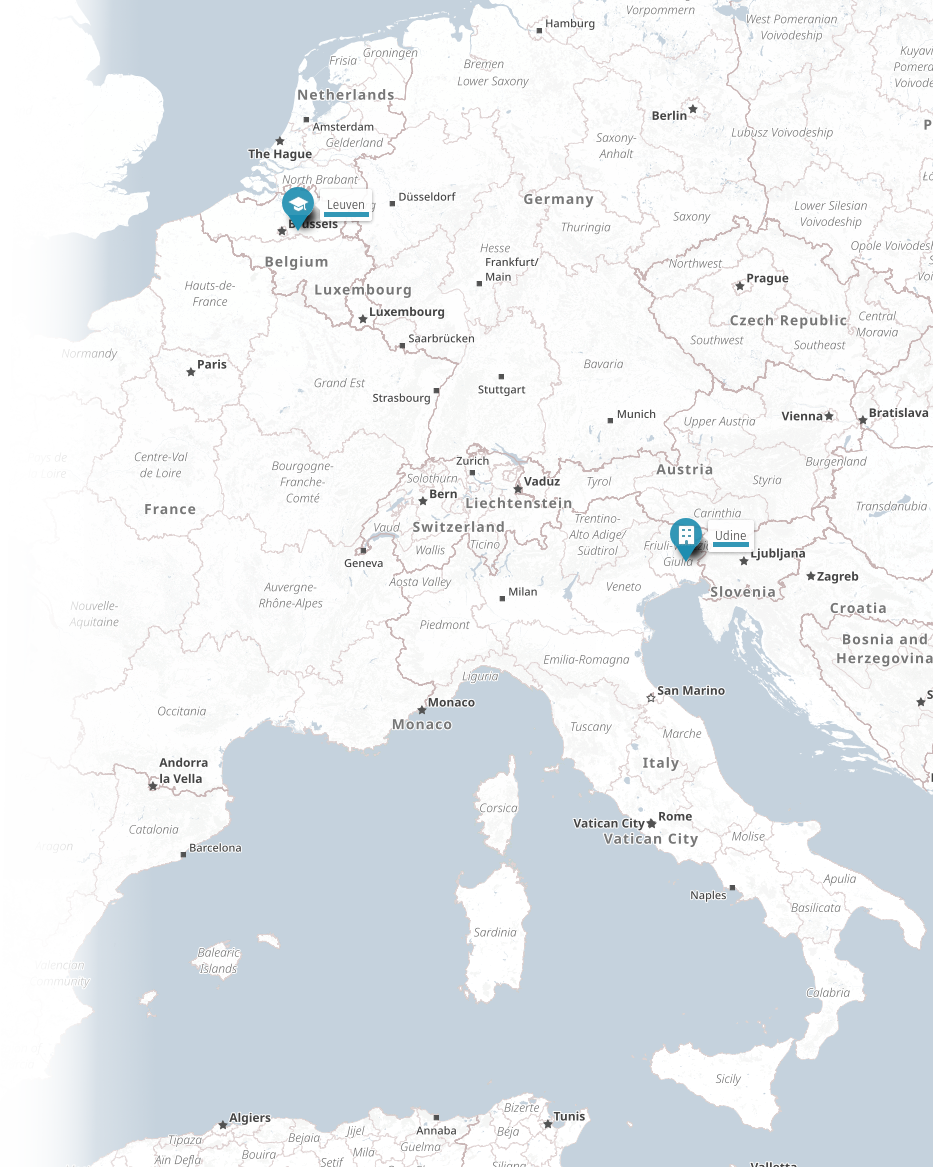 Hamburg
Vorpommern
West Pomeranian
Voivodeship
Groningen
Frisia
Bremen
Lower Saxony
Netherlands
Berlin
Amsterdam
Gelderland
The Hague
Saxony-
Anhalt
Lubusz Voivodeship
North Brabant
Düsseldorf
Germany
Leuven
Brussels
Thuringia
Saxony
Lower Silesian
Voivodeship
Belgium
Hesse
Frankfurt/
Main
Northwest
Prague
Hauts-de-
France
Luxembourg
Luxembourg
Czech Republic
Central
Moravia
Southwest
Southeast
Saarbrücken
Normandy
Paris
Grand Est
Strasbourg
Stuttgart
Bavaria
Munich
Upper Austria
Vienna
Bratislava
Centre-Val
de Loire
Bourgogne-
Franche-
Comté
Zurich
Solothurn
Bern
Vaduz
Liechtenstein
Tyrol
Austria
Styria
Burgenland
France
Vaud
Switzerland
Wallis
Ticino
Trentino-
Alto Adige/
Südtirol
Carinthia
Transdanubia
Udine
Giulia
Ljubljana
Geneva
Aosta Valley
Milan
Veneto
Slovenia
Zagreb
Croatia
Nouvelle-
Aquitaine
Auvergne-
Rhône-Alpes
Piedmont
Bosnia and
Herzegovina
Emilia-Romagna
Liguria
San Marino
Monaco
Monaco
Occitania
Tuscany
Marche
Italy
Andorra
la Vella
Catalonia
Barcelona
Corsica
Vatican City
Rome
Vatican City
Molise
Naples
Apulia
Basilicata
Sardinia
Balearic
Islands
Valencian
Community
Calabria
Sicily
Algiers
Annaba
Tunis
Bizerte
Béja
Tipaza
Ain Defla
Bouira
Bejaia
Jijel
Setif
Mila
Guelma
Siliana
Valletta